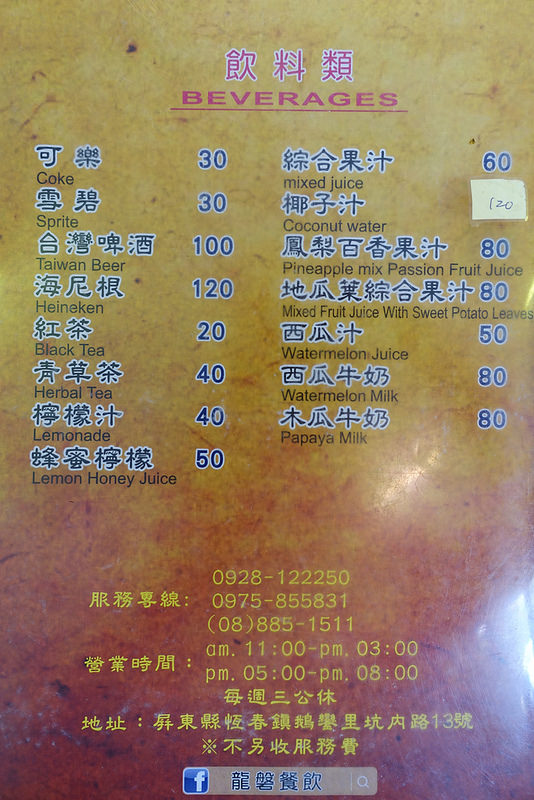 飲料類
BEVERAGES
可樂 30
Coke
雪碧 30
Sprite
台灣啤酒 100
Taiwan Beer
海尼根 120
Heineken
紅茶 20
Black Tea
青草茶 40
Herbal Tea
檸檬汁 40
Lemonade
蜂蜜檸檬 50
Lemon Honey Juice
綜合果汁 60
mixed juice
椰子汁 120
Coconut water
鳳梨百香果汁 80
Pineapple mix Passion Fruit Juice
地瓜葉綜合果汁 80
Mixed Fruit Juice With Sweet Potato Leaves
西瓜汁 50
Watermelon Juice
西瓜牛奶 80
Watermelon Milk
木瓜牛奶 80
Papaya Milk
0928-122250
服務專線: 0975-855831
(08)885-1511
am.11:00-pm.03:00
營業時間：pm.05:00-pm.08:00
每週三公休
地址：屏東縣恆春鎮鵝鑾里坑內路13號
※不另收服務費
f 龍磐餐飲